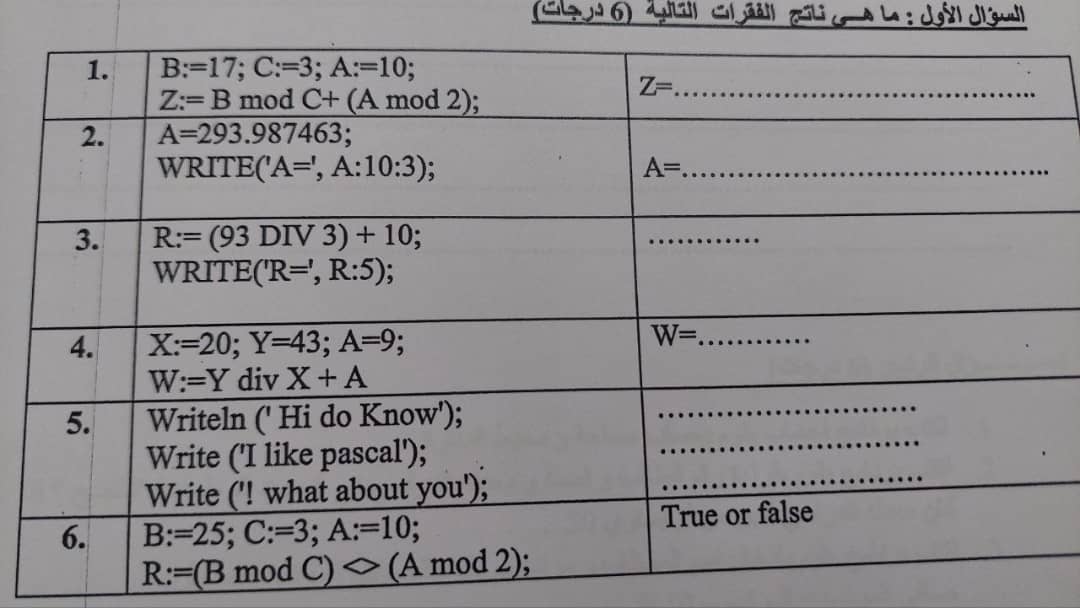 السؤال الأول : ما هي ناتج الفقرات التالية (6 درجات)
1. B:=17; C:=3; A:=10; Z=........................................
Z:= B mod C+ (A mod 2);
2. A=293.987463;
WRITE('A=', A:10:3); A=........................................
3. R:= (93 DIV 3) + 10; ............
WRITE('R=', R:5);
4. X:=20; Y=43; A=9; W=............
W:=Y div X + A
5. Writeln (' Hi do Know'); ............................
Write ('I like pascal'); ............................
Write ('! what about you'); ............................
6. B:=25; C:=3; A:=10; True or false
R:=(B mod C) <> (A mod 2);